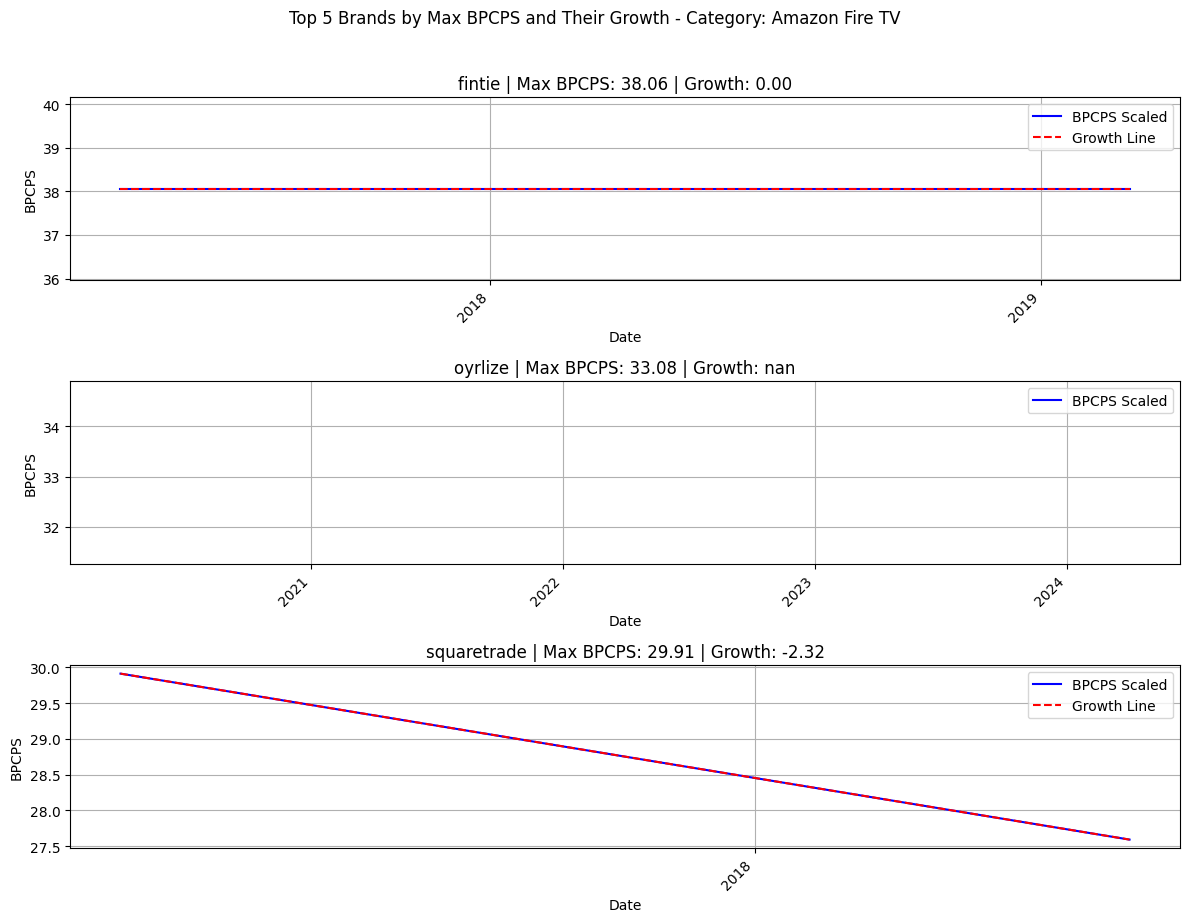 Top 5 Brands by Max BPCPS and Their Growth - Category: Amazon Fire TV
fintie | Max BPCPS: 38.06 | Growth: 0.00
40
39
38
37
36
BPCPS
BPCPS Scaled
Growth Line
2018
2019
Date
oyrlize | Max BPCPS: 33.08 | Growth: nan
34
33
32
BPCPS
BPCPS Scaled
2021
2022
2023
2024
Date
squaretrade | Max BPCPS: 29.91 | Growth: -2.32
30.0
29.5
29.0
28.5
28.0
27.5
BPCPS
BPCPS Scaled
Growth Line
2018
Date